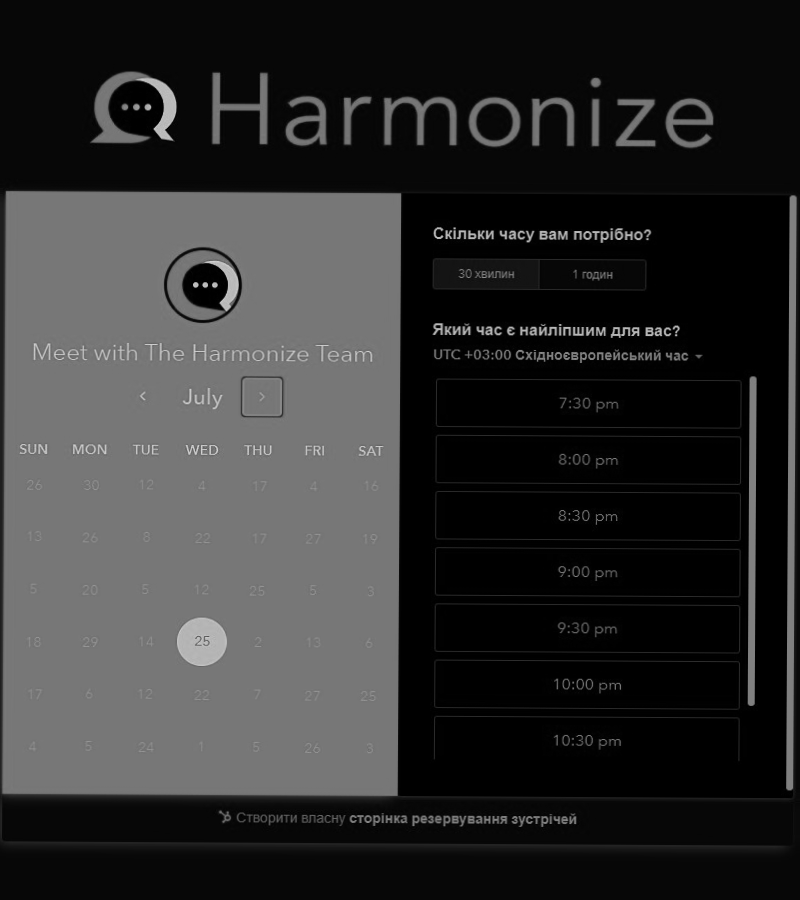 Harmonize
Meet with The Harmonize Team
July
SUN MON TUE WED THU FRI SAT
26 30 12 4 17 4 16
13 26 8 22 17 27 19
5 20 5 12 25 5 3
18 29 14 25 2 13 6
17 6 12 22 7 27 25
4 5 24 1 5 26 3
Скільки часу вам потрібно?
30 хвилин 1 годин
Який час є найліпшим для вас?
UTC +03:00 Східноєвропейський час
7:30 pm
8:00 pm
8:30 pm
9:00 pm
9:30 pm
10:00 pm
10:30 pm
Створити власну сторінка резервування зустрічей